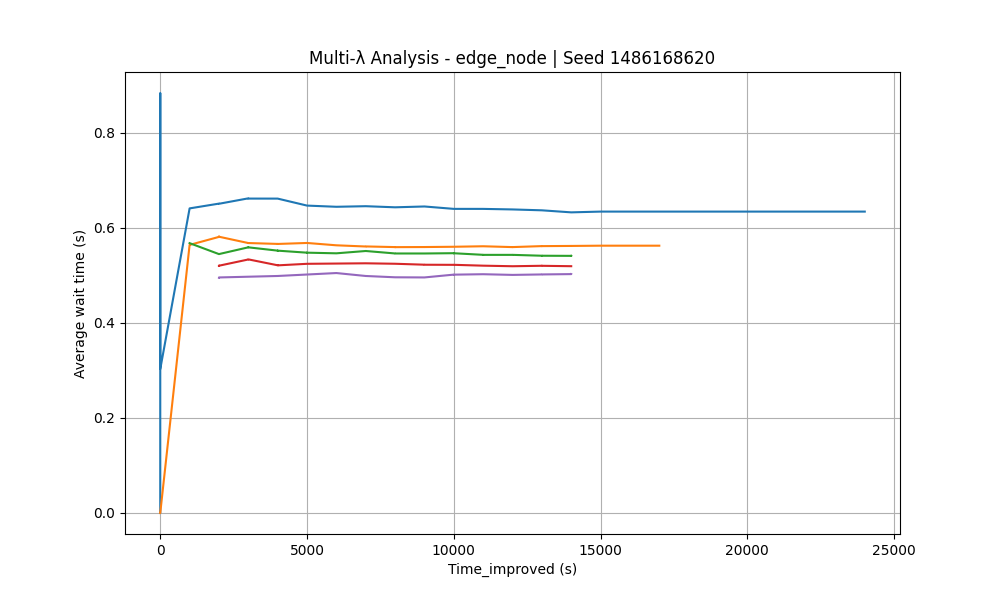 Multi-λ Analysis - edge_node | Seed 1486168620
Average wait time (s)
0.8
0.6
0.4
0.2
0.0
0 5000 10000 15000 20000 25000
Time_improved (s)